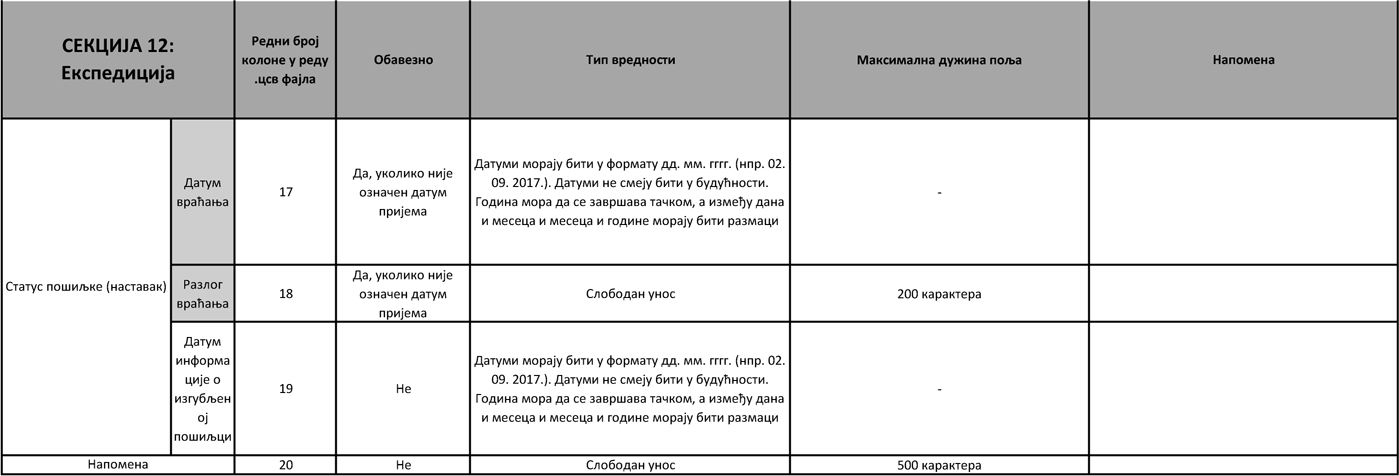 СЕКЦИЈА 12:
Експедиција
Редни број
колоне у реду
.цсв фајла
Обавезно
Тип вредности
Максимална дужина поља
Напомена
Статус пошиљке (наставак)
Датум
враћања
17
Да, уколико није
означен датум
пријема
Датуми морају бити у формату дд. мм. гггг. (нпр. 02.
09. 2017.). Датуми не смеју бити у будућности.
Година мора да се завршава тачком, а између дана
и месеца и месеца и године морају бити размаци
-
Разлог
враћања
18
Да, уколико није
означен датум
пријема
Слободан унос
200 карактера
Датум
информа
ције о
изгубљен
ој
пошиљци
19
Не
Датуми морају бити у формату дд. мм. гггг. (нпр. 02.
09. 2017.). Датуми не смеју бити у будућности.
Година мора да се завршава тачком, а између дана
и месеца и месеца и године морају бити размаци
-
Напомена
20
Не
Слободан унос
500 карактера